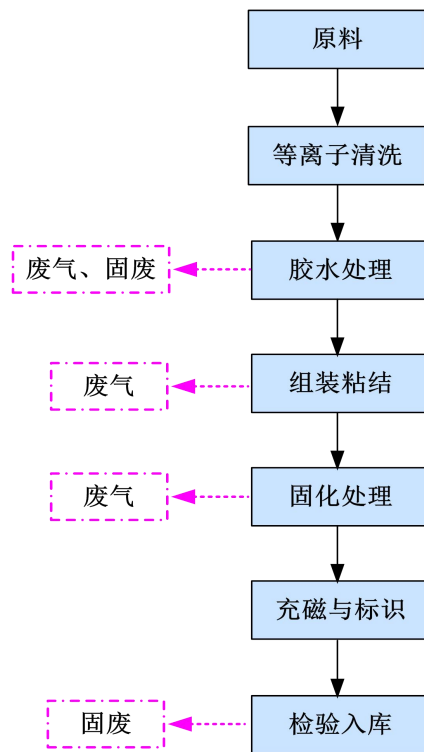 原料
等离子清洗
废气、固废
胶水处理
废气
组装粘结
废气
固化处理
充磁与标识
固废
检验入库